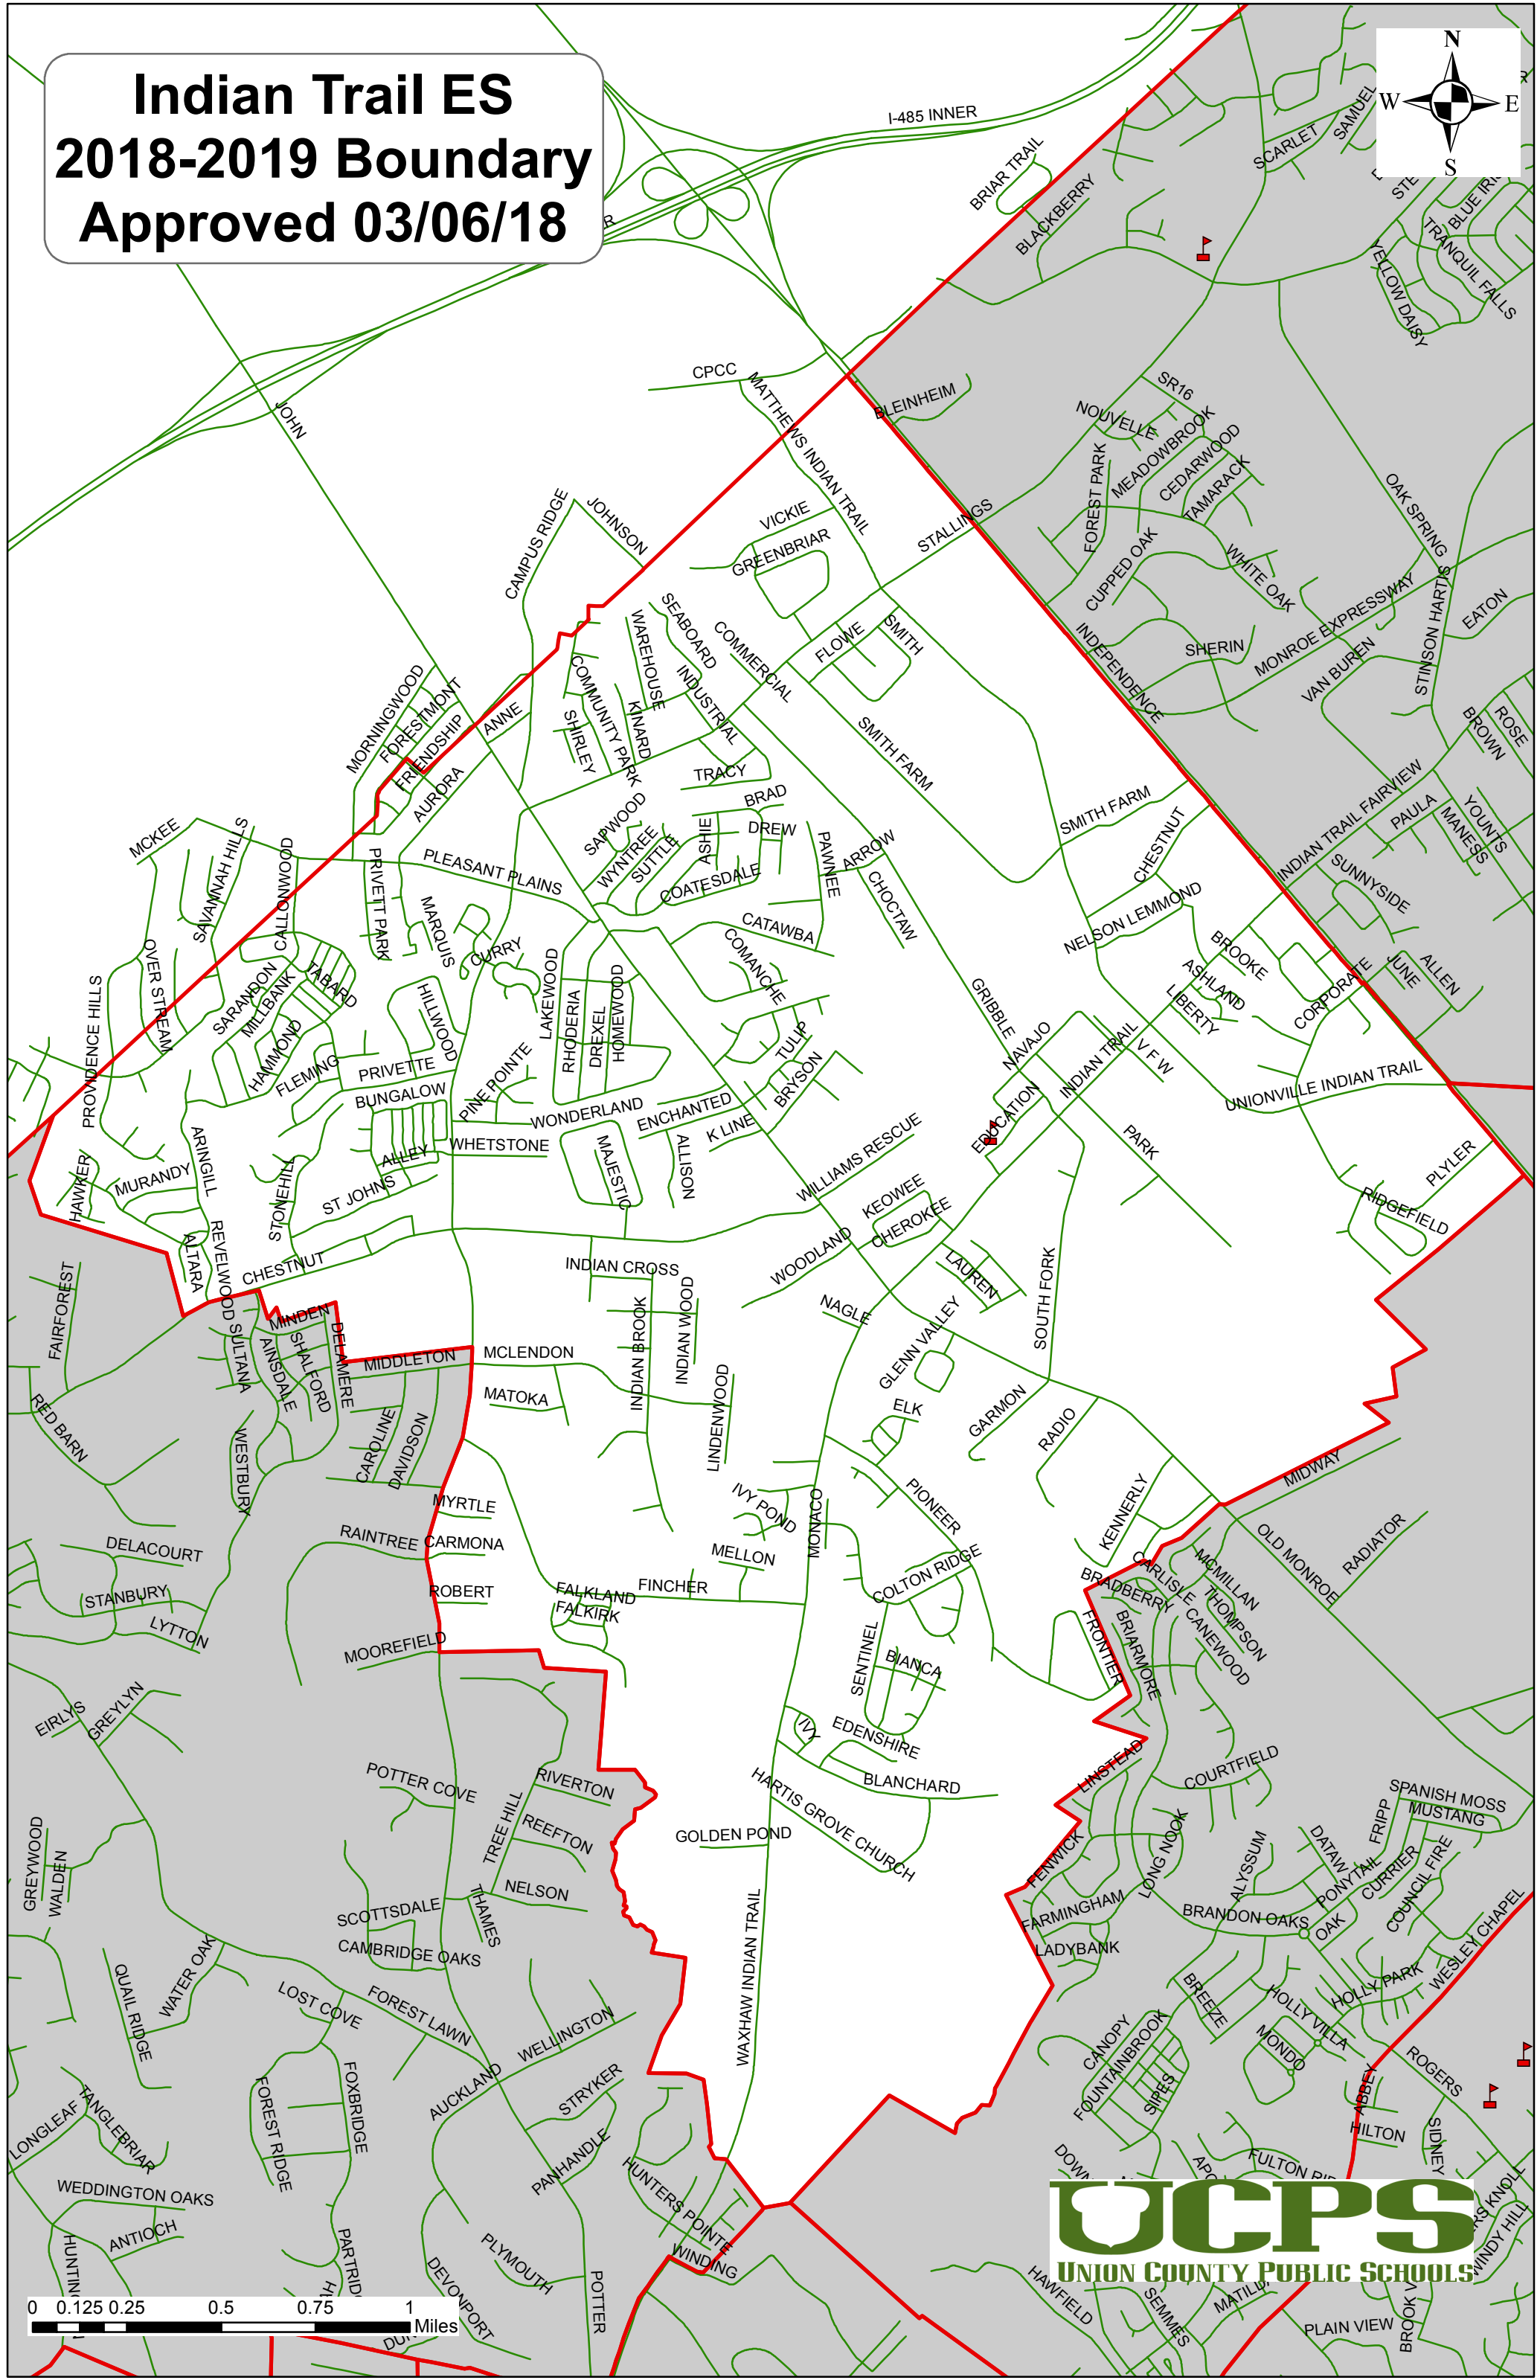 Indian Trail ES
2018-2019 Boundary
Approved 03/06/18
N
W
E
S
I-485 INNER
BRIAR TRAIL
BLACKBERRY
SCARLET
SAMUEL
BLUE IRIS
TRANQUIL FALLS
YELLOW DAISY
JOHN
CPCC
MATTHEWS INDIAN TRAIL
BLEINHEIM
SR16
NOUVELLE
MEADOWBROOK
CEDARWOOD
TAMARACK
FOREST PARK
OAK SPRING
CAMPUS RIDGE
JOHNSON
VICKIE
GREENBRIAR
STALLINGS
CUPPED OAK
WHITE OAK
MONROE EXPRESSWAY
STINSON HARTIS
EATON
SHERIN
VAN BUREN
INDEPENDENCE
SEABOARD
WAREHOUSE
COMMERCIAL
FLOWE
SMITH
INDUSTRIAL
COMMUNITY PARK
KINARD
SHIRLEY
ANNE
MORNINGWOOD
FORESTMONT
FRIENDSHIP
AURORA
SMITH FARM
ROSE
BROWN
TRACY
BRAD
DREW
SAPWOOD
WYNTREE
SUTTLE
ASHIE
COATESDALE
PAWNEE
ARROW
CHOCTAW
SMITH FARM
CHESTNUT
INDIAN TRAIL FAIRVIEW
PAULA
YOUNTS
MANESS
SUNNYSIDE
MCKEE
SAVANNAH HILLS
CALLONWOOD
PRIVETT PARK
PLEASANT PLAINS
MARQUIS
CURRY
CATAWBA
COMANCHE
NELSON LEMMOND
BROOKE
ASHLAND
LIBERTY
CORPORATE
JUNE
ALLEN
OVER STREAM
PROVIDENCE HILLS
SARANDON
MILLBANK
TABARD
HAMMOND
FLEMING
HILLWOOD
LAKEWOOD
RHODERIA
DREXEL
HOMEWOOD
GRIBBLE
NAVAJO
INDIAN TRAIL
V F W
TULIP
BRYSON
PRIVETTE
BUNGALOW
PINE POINTE
WONDERLAND
ENCHANTED
K LINE
EDUCATION
UNIONVILLE INDIAN TRAIL
WHETSTONE
ALLEY
MAJESTIC
ALLISON
WILLIAMS RESCUE
PARK
PLYLER
RIDGEFIELD
ARINGILL
MURANDY
HAWKER
STONEHILL
ST JOHNS
KEOWEE
CHEROKEE
WOODLAND
LAUREN
SOUTH FORK
REVELWOOD
ALTARA
CHESTNUT
INDIAN CROSS
INDIAN BROOK
INDIAN WOOD
NAGLE
GLENN VALLEY
FAIRFOREST
MINDEN
SULTANA
AINSDALE
SHALFORD
DELAMERE
MIDDLETON
MCLENDON
MATOKA
LINDENWOOD
ELK
GARMON
RADIO
RED BARN
WESTBURY
CAROLINE
DAVIDSON
MIDWAY
MYRTLE
IVY POND
MONACO
PIONEER
KENNERLY
OLD MONROE
RADIATOR
DELACOURT
RAINTREE
CARMONA
MELLON
COLTON RIDGE
CARLISLE
MCMILLAN
BRADBERRY
THOMPSON
CANEWOOD
STANBURY
ROBERT
FALKLAND
FINCHER
FALKIRK
LYTTON
MOOREFIELD
SENTINEL
BIANCA
FRONTIER
BRIARMORE
EIRLYS
GREYLYN
IVY
EDENSHIRE
BLANCHARD
LINSTEAD
COURTFIELD
POTTER COVE
RIVERTON
REEFTON
TREE HILL
HARTIS GROVE CHURCH
GOLDEN POND
SPANISH MOSS
MUSTANG
FRIPP
GREYWOOD
WALDEN
FENWICK
LONG NOOK
ALYSSUM
DATAW
PONYTAIL
CURRIER
COUNCIL FIRE
SCOTTSDALE
THAMES
NELSON
CAMBRIDGE OAKS
FARMINGHAM
LADYBANK
BRANDON OAKS
OAK
WESLEY CHAPEL
QUAIL RIDGE
WATER OAK
LOST COVE
FOREST LAWN
WELLINGTON
WAXHAW INDIAN TRAIL
BREEZE
HOLLY PARK
HOLLY VILLA
MONDO
CANOPY
FOUNTAINBROOK
SIPES
ROGERS
ABBEY
HILTON
SIDNEY
LONGLEAF
TANGLEBRIAR
FOREST RIDGE
FOXBRIDGE
AUCKLAND
STRYKER
PANHANDLE
HUNTERS POINTE
WINDING
WEDDINGTON OAKS
ANTIOCH
PLYMOUTH
DEVONPORT
POTTER
WINDY HILL
UCPS
UNION COUNTY PUBLIC SCHOOLS
HAWFIELD
SEMMES
PLAIN VIEW
0 0.125 0.25 0.5 0.75 1
Miles